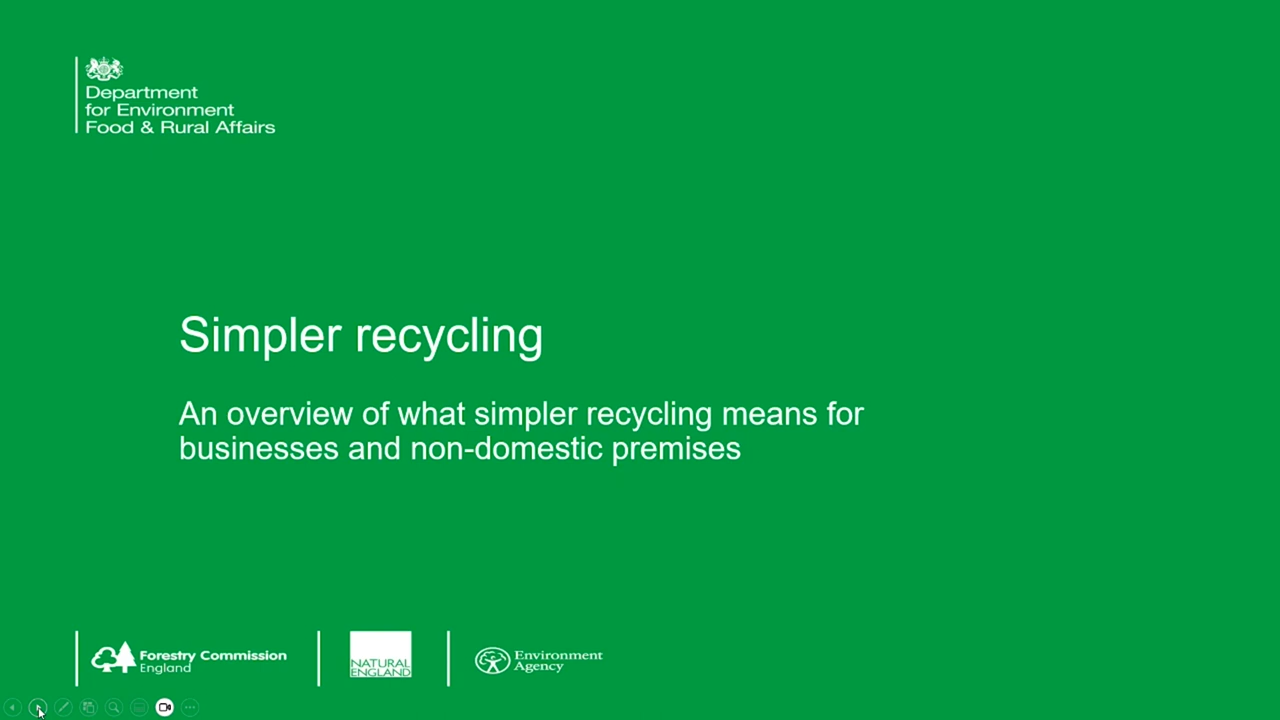 Department
for Environment
Food & Rural Affairs
Simpler recycling
An overview of what simpler recycling means for
businesses and non-domestic premises
Forestry Commission
England
NATURAL
ENGLAND
Environment
Agency